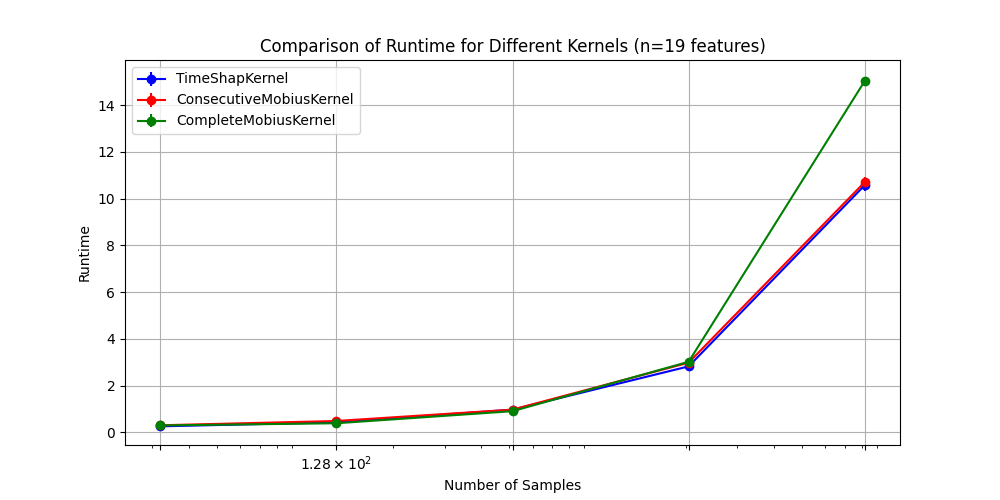 Comparison of Runtime for Different Kernels (n=19 features)
TimeShapKernel
ConsecutiveMobiusKernel
CompleteMobiusKernel
14
12
10
8
6
4
2
0
Runtime
1.28 × 10²
Number of Samples